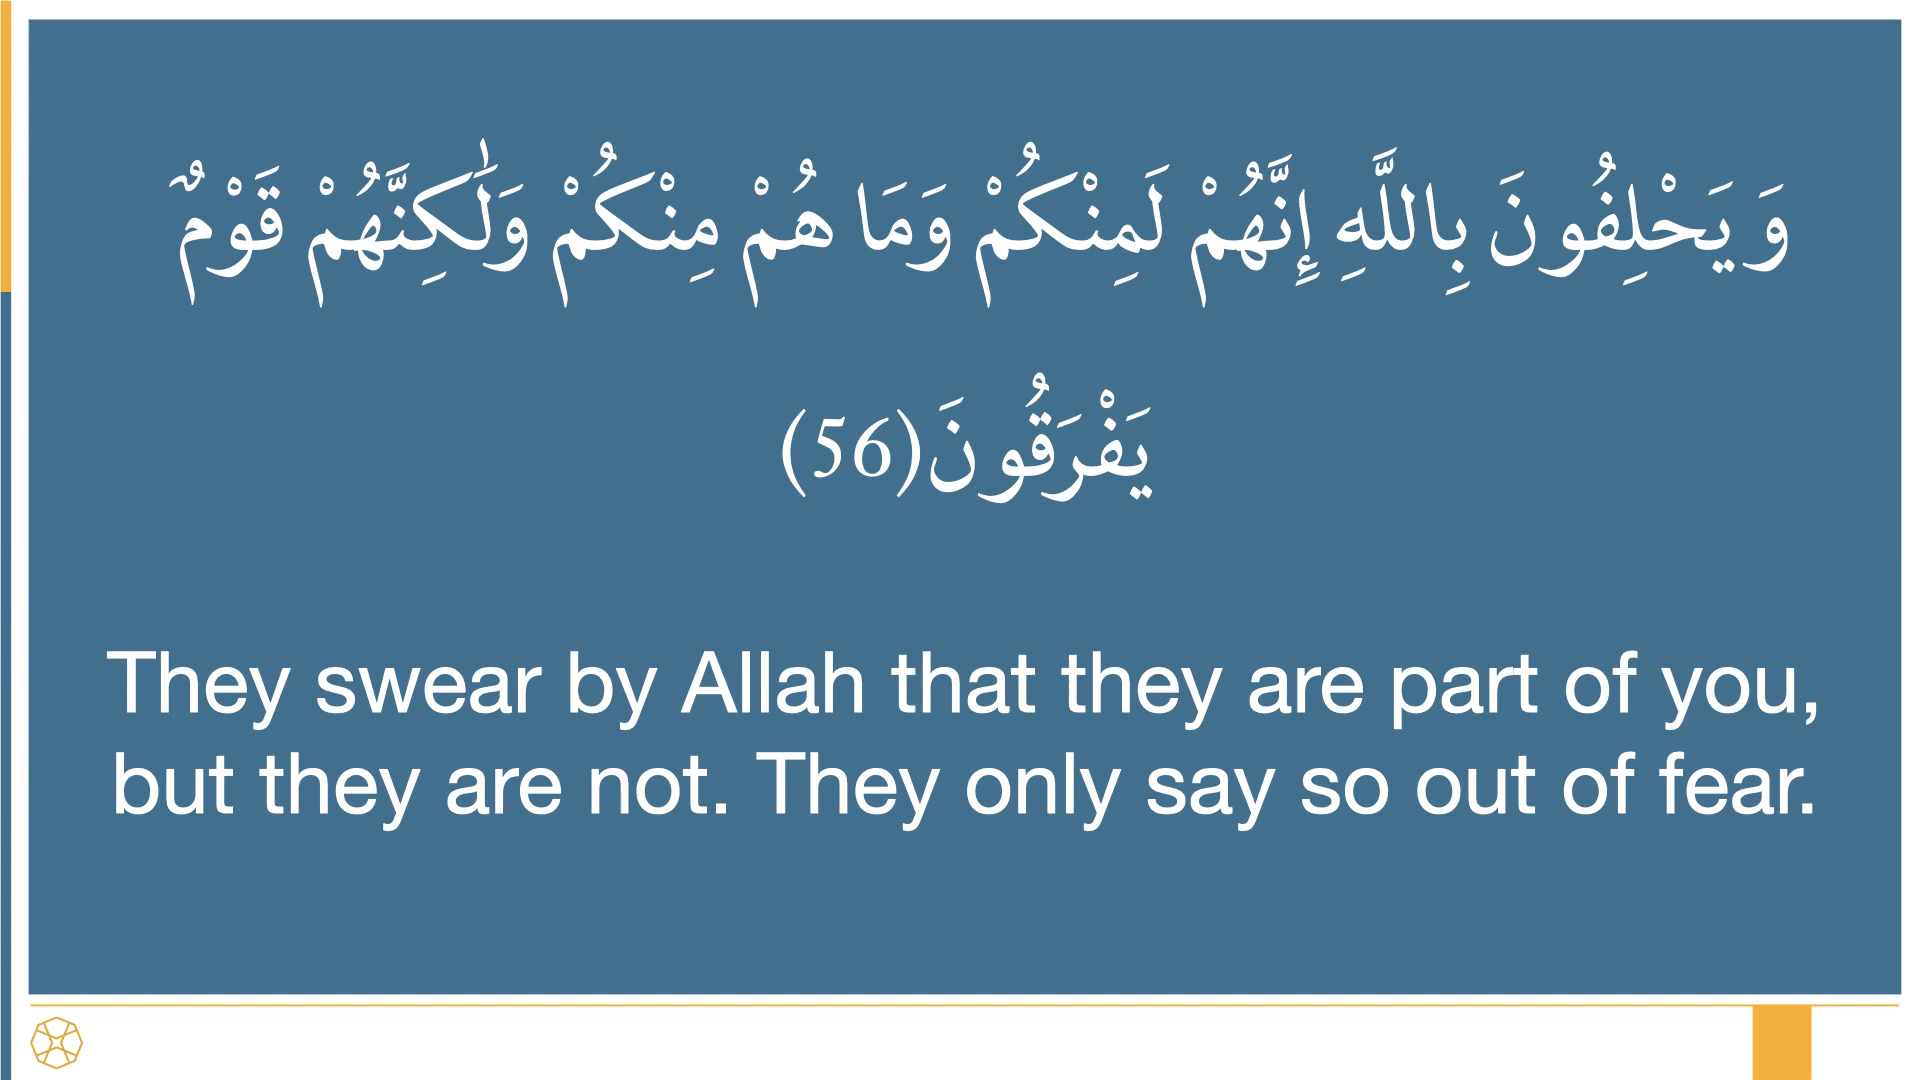 وَ يَحْلِفُونَ بِاللَّهِ إِنَّهُمْ لَمِنْكُمْ وَمَا هُمْ مِنْكُمْ وَلَٰكِنَّهُمْ قَوْمٌ
يَفْرَقُونَ(56)
They swear by Allah that they are part of you,
but they are not. They only say so out of fear.